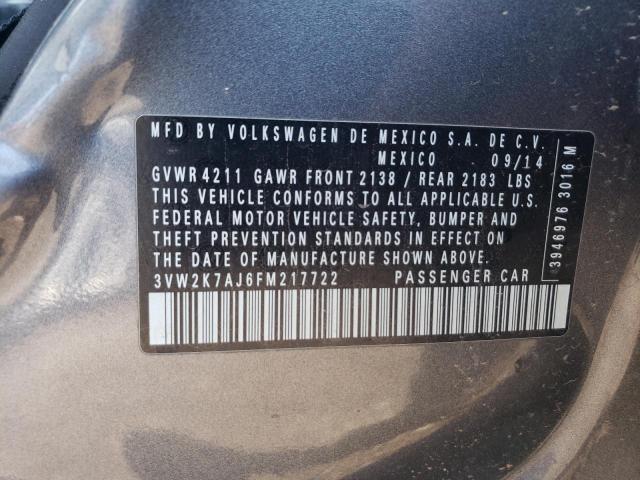 MFD BY VOLKSWAGEN DE MEXICO S.A. DE C.V.
MEXICO 09/14
GVWR 4211 GAWR FRONT 2138 / REAR 2183 LBS
THIS VEHICLE CONFORMS TO ALL APPLICABLE U.S.
FEDERAL MOTOR VEHICLE SAFETY, BUMPER AND
THEFT PREVENTION STANDARDS IN EFFECT ON
THE DATE OF MANUFACTURE SHOWN ABOVE.
3VW2K7AJ6FM217722 PASSENGER CAR
3946976 3016 M